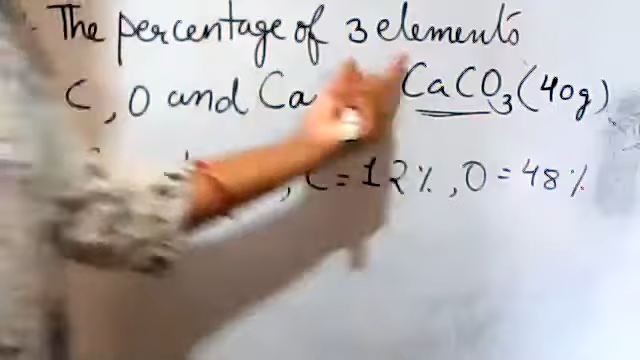 The percentage of 3 elements
C, O and Ca CaCO3 (40g)
, C = 12%, O = 48%